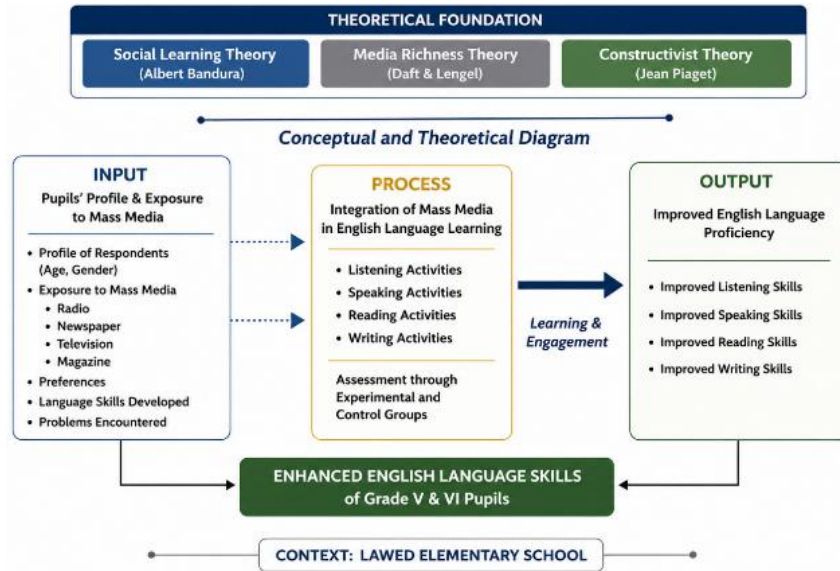 THEORETICAL FOUNDATION
Social Learning Theory
(Albert Bandura)
Media Richness Theory
(Daft & Lengel)
Constructivist Theory
(Jean Piaget)
Conceptual and Theoretical Diagram
INPUT
Pupils' Profile & Exposure
to Mass Media
• Profile of Respondents
(Age, Gender)
• Exposure to Mass Media
• Radio
• Newspaper
• Television
• Magazine
• Preferences
• Language Skills Developed
• Problems Encountered
PROCESS
Integration of Mass Media
in English Language Learning
• Listening Activities
• Speaking Activities
• Reading Activities
• Writing Activities
Assessment through
Experimental and
Control Groups
Learning &
Engagement
OUTPUT
Improved English Language
Proficiency
• Improved Listening Skills
• Improved Speaking Skills
• Improved Reading Skills
• Improved Writing Skills
ENHANCED ENGLISH LANGUAGE SKILLS
of Grade V & VI Pupils
CONTEXT: LAWED ELEMENTARY SCHOOL